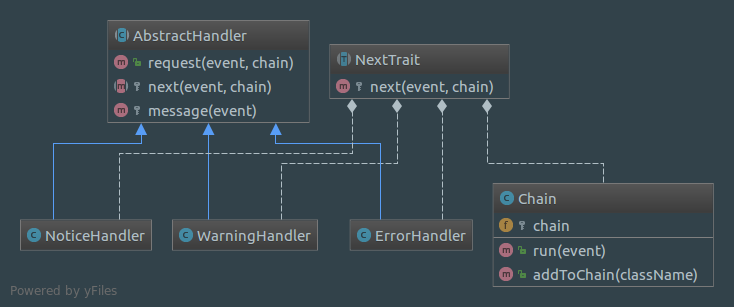 AbstractHandler
request(event, chain)
next(event, chain)
message(event)
NextTrait
next(event, chain)
NoticeHandler
WarningHandler
ErrorHandler
Chain
chain
run(event)
addToChain(className)
Powered by yFiles